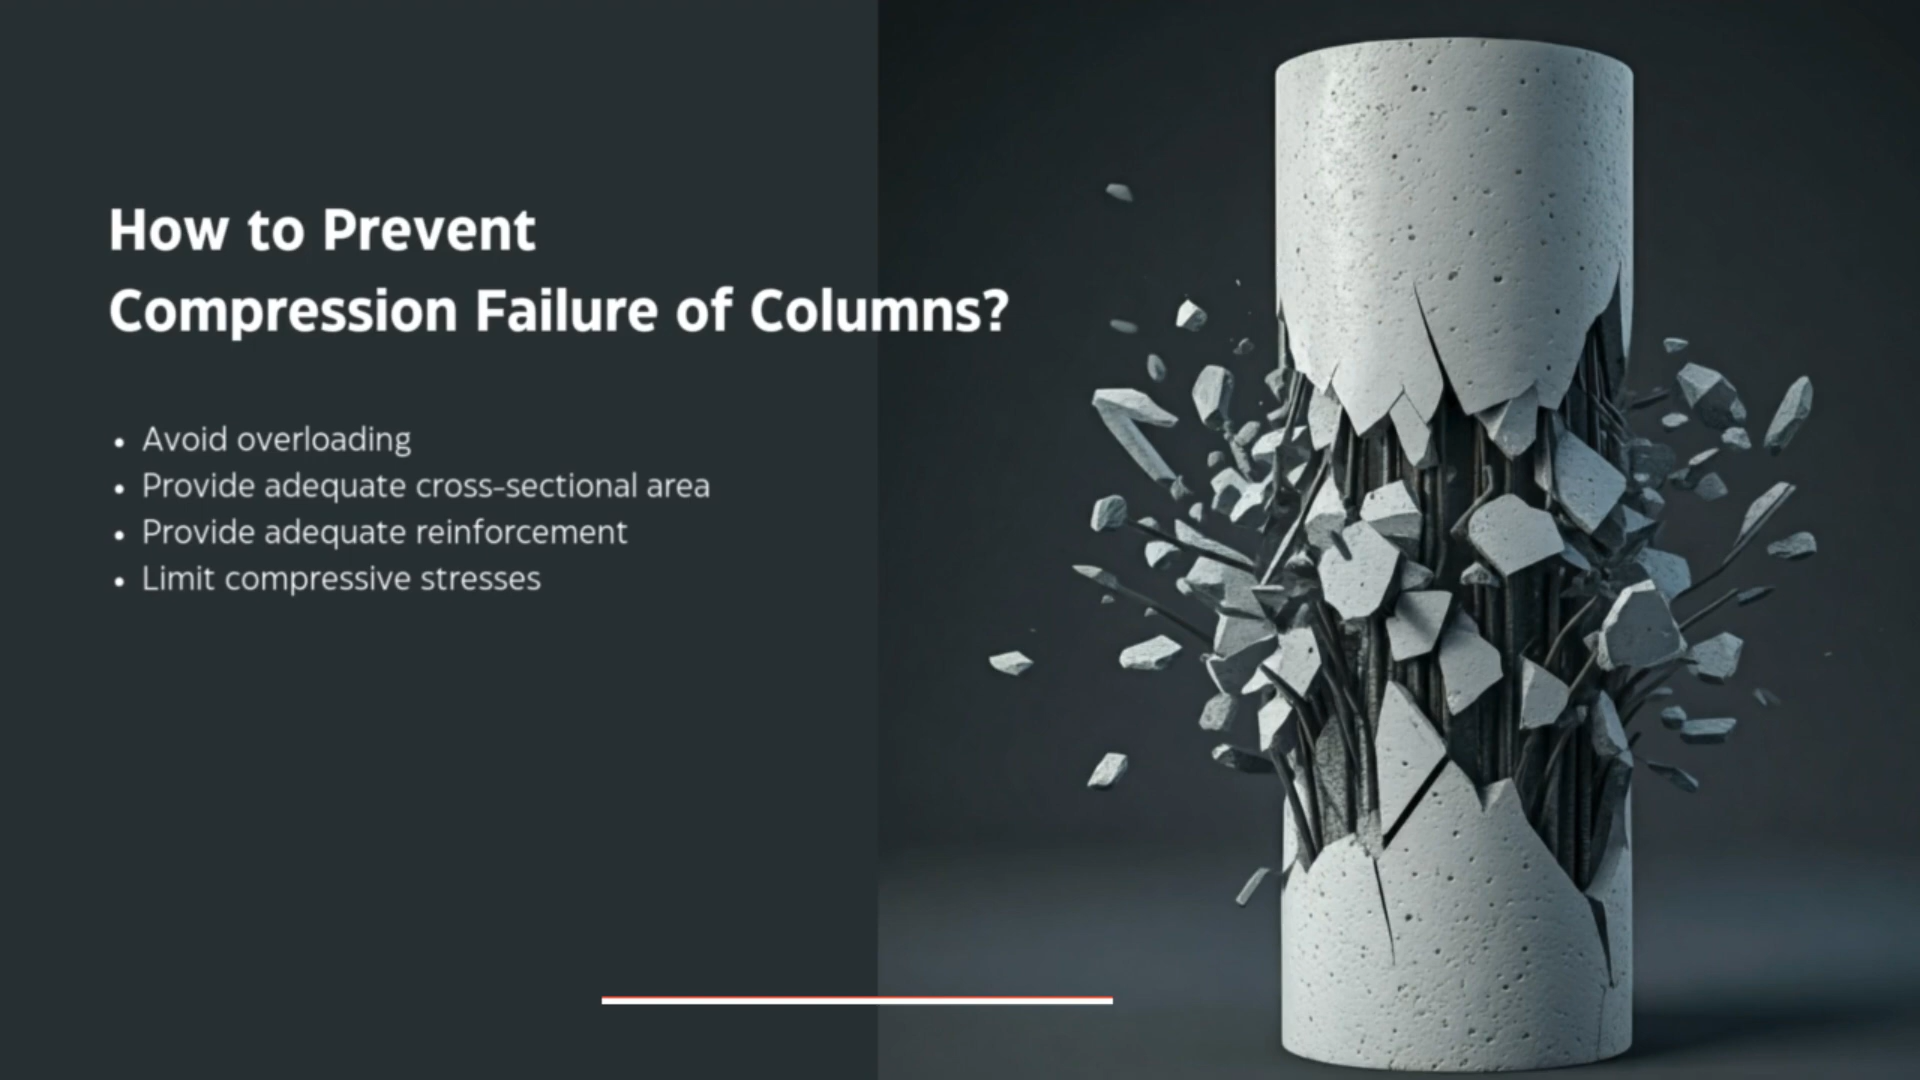 How to Prevent
Compression Failure of Columns?
• Avoid overloading
• Provide adequate cross-sectional area
• Provide adequate reinforcement
• Limit compressive stresses